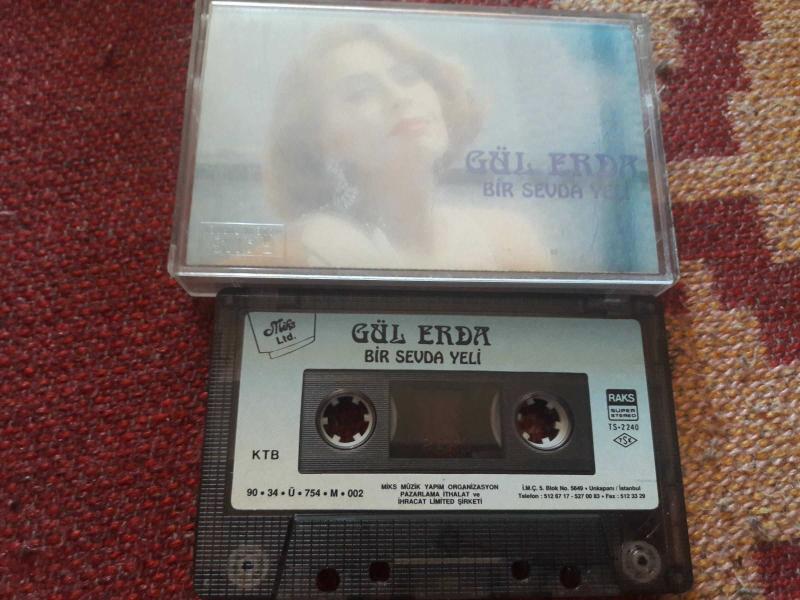 GÜL ERDA
BİR SEVDA YELİ
Miks
Ltd.
GÜL ERDA
BİR SEVDA YELİ
RAKS
SUPER
STEREO
TS-2240
TSE
KTB
90 • 34 • Ü • 754 • M • 002
MİKS MÜZİK YAPIM ORGANİZASYON
PAZARLAMA İTHALAT ve
İHRACAT LİMİTED ŞİRKETİ
İ.M.Ç. 5. Blok No. 5649 • Unkapanı / İstanbul
Telefon : 512 67 17 - 527 00 83 • Fax : 512 33 29